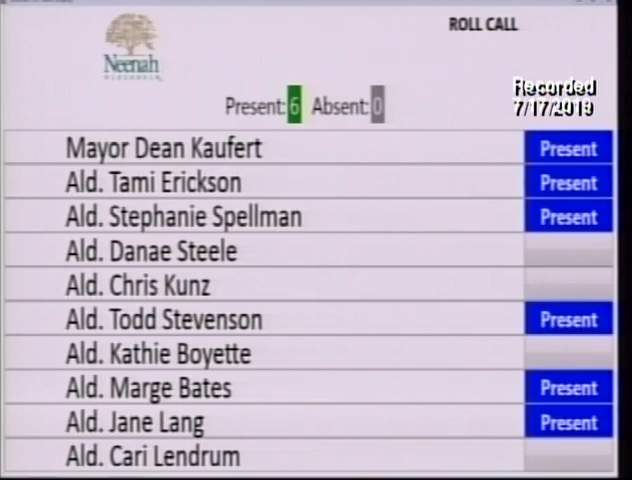 ROLL CALL
Neenah
WISCONSIN
Present: 6 Absent: 0
Recorded
7/17/2019
Mayor Dean Kaufert Present
Ald. Tami Erickson Present
Ald. Stephanie Spellman Present
Ald. Danae Steele
Ald. Chris Kunz
Ald. Todd Stevenson Present
Ald. Kathie Boyette
Ald. Marge Bates Present
Ald. Jane Lang Present
Ald. Cari Lendrum